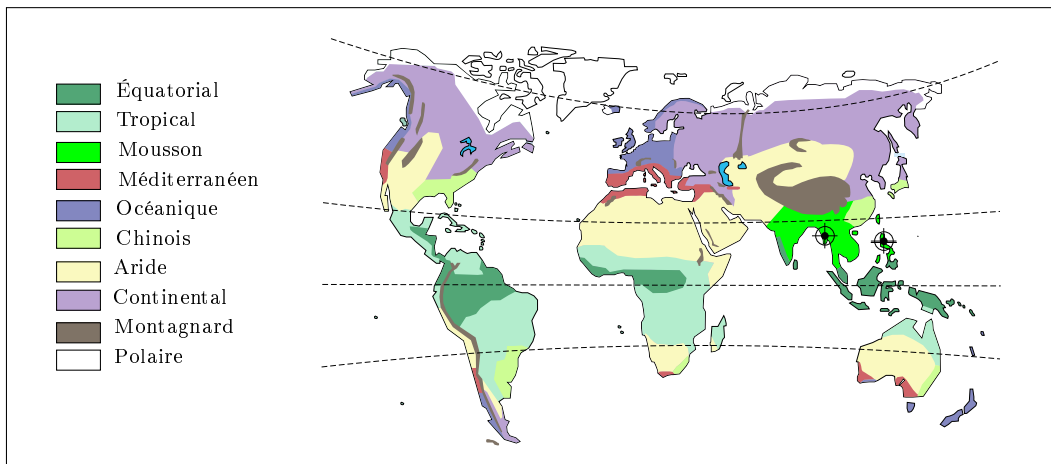 Équatorial
Tropical
Mousson
Méditerranéen
Océanique
Chinois
Aride
Continental
Montagnard
Polaire